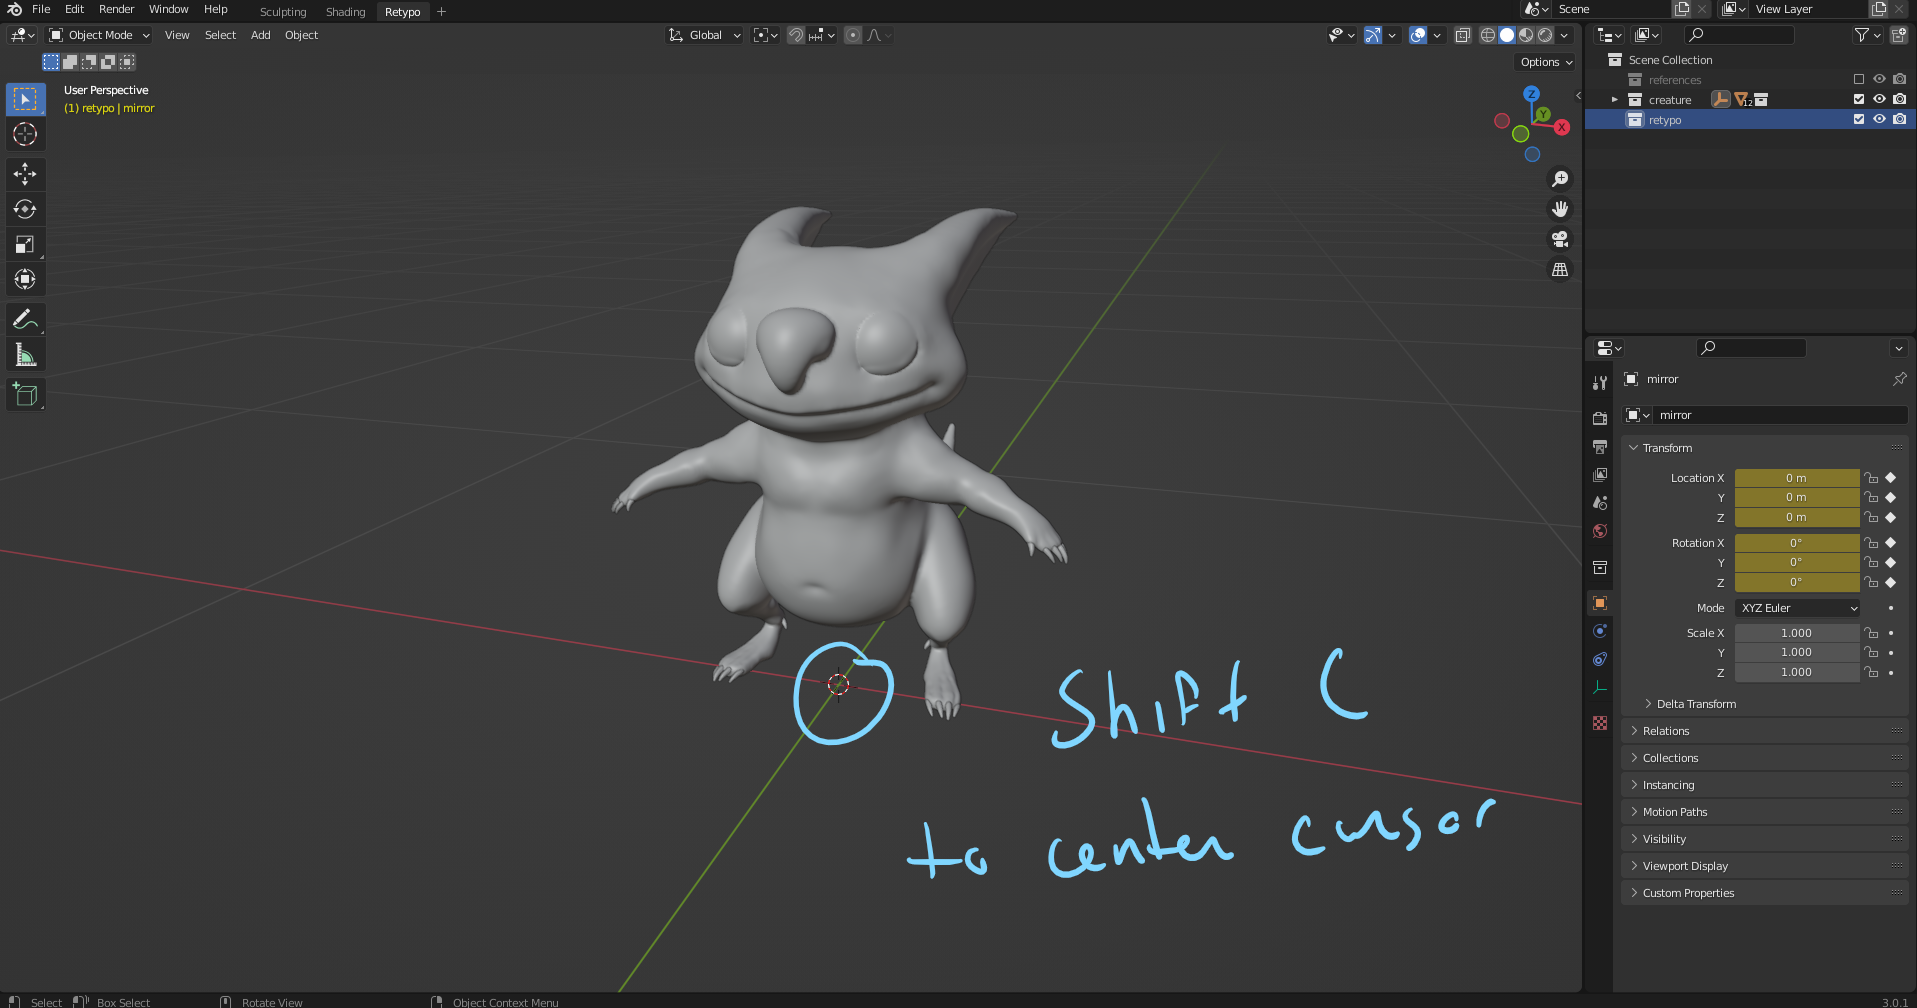 File Edit Render Window Help Sculpting Shading Retypo + Scene View Layer
Object Mode View Select Add Object Global
Options
User Perspective
(1) retypo | mirror
Z
Y
X
Scene Collection
references
creature 12
retypo
mirror
mirror
Transform
Location X 0 m
Y 0 m
Z 0 m
Rotation X 0°
Y 0°
Z 0°
Mode XYZ Euler
Scale X 1.000
Y 1.000
Z 1.000
Delta Transform
Relations
Collections
Instancing
Motion Paths
Visibility
Viewport Display
Custom Properties
Shift C
to center cursor
Select Box Select Rotate View Object Context Menu 3.0.1